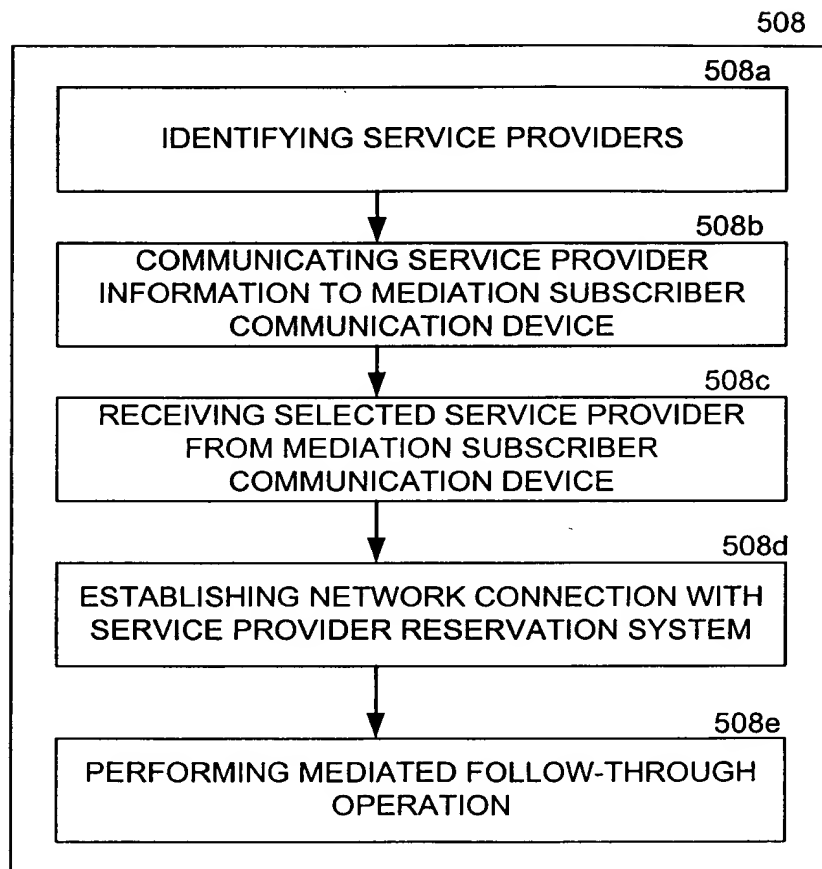 508
508a
IDENTIFYING SERVICE PROVIDERS
508b
COMMUNICATING SERVICE PROVIDER
INFORMATION TO MEDIATION SUBSCRIBER
COMMUNICATION DEVICE
508c
RECEIVING SELECTED SERVICE PROVIDER
FROM MEDIATION SUBSCRIBER
COMMUNICATION DEVICE
508d
ESTABLISHING NETWORK CONNECTION WITH
SERVICE PROVIDER RESERVATION SYSTEM
508e
PERFORMING MEDIATED FOLLOW-THROUGH
OPERATION